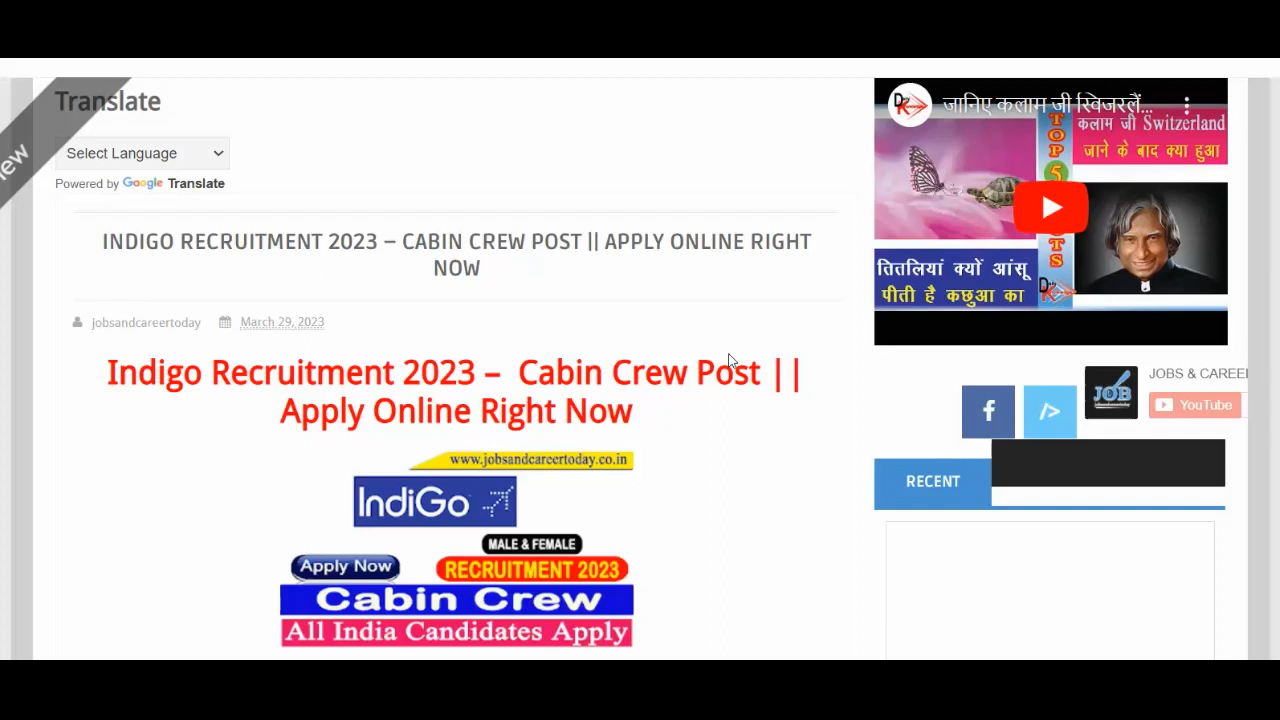 Translate
Select Language
Powered by Google Translate
INDIGO RECRUITMENT 2023 – CABIN CREW POST || APPLY ONLINE RIGHT
NOW
jobsandcareertoday March 29, 2023
Indigo Recruitment 2023 – Cabin Crew Post ||
Apply Online Right Now
www.jobsandcareertoday.co.in
IndiGo
MALE & FEMALE
Apply Now
RECRUITMENT 2023
Cabin Crew
All India Candidates Apply
जानिए कलाम जी स्विजरलैं...
कलाम जी Switzerland
जाने के बाद क्या हुआ
TOP
5
तितलियां क्यों आंसू
पीती है कछुआ का
JOBS & CAREE
JOB
YouTube
RECENT